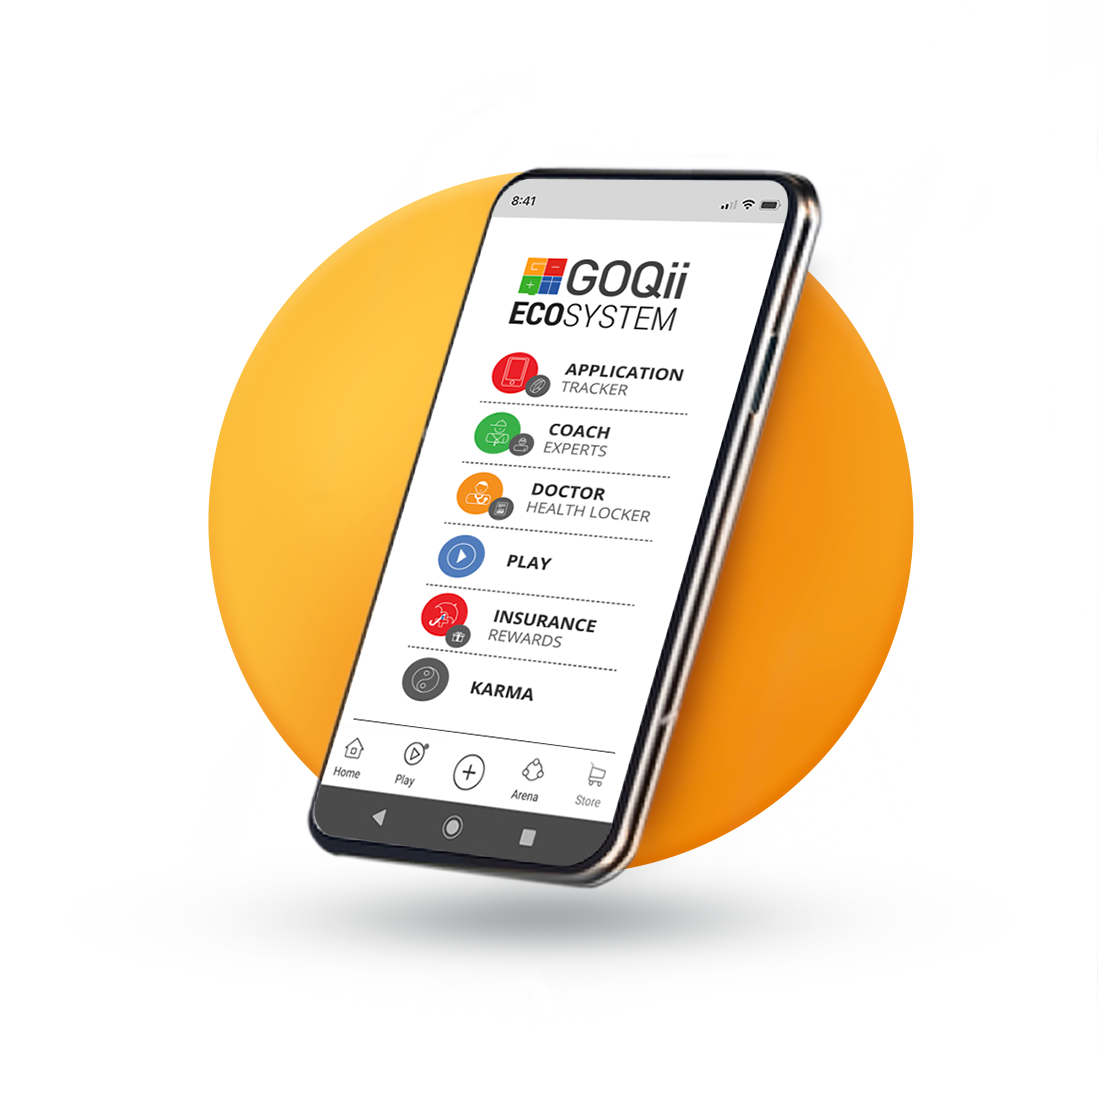 8:41
GOQii
ECOSYSTEM
APPLICATION
TRACKER
COACH
EXPERTS
DOCTOR
HEALTH LOCKER
PLAY
INSURANCE
REWARDS
KARMA
Home
Play
Arena
Store